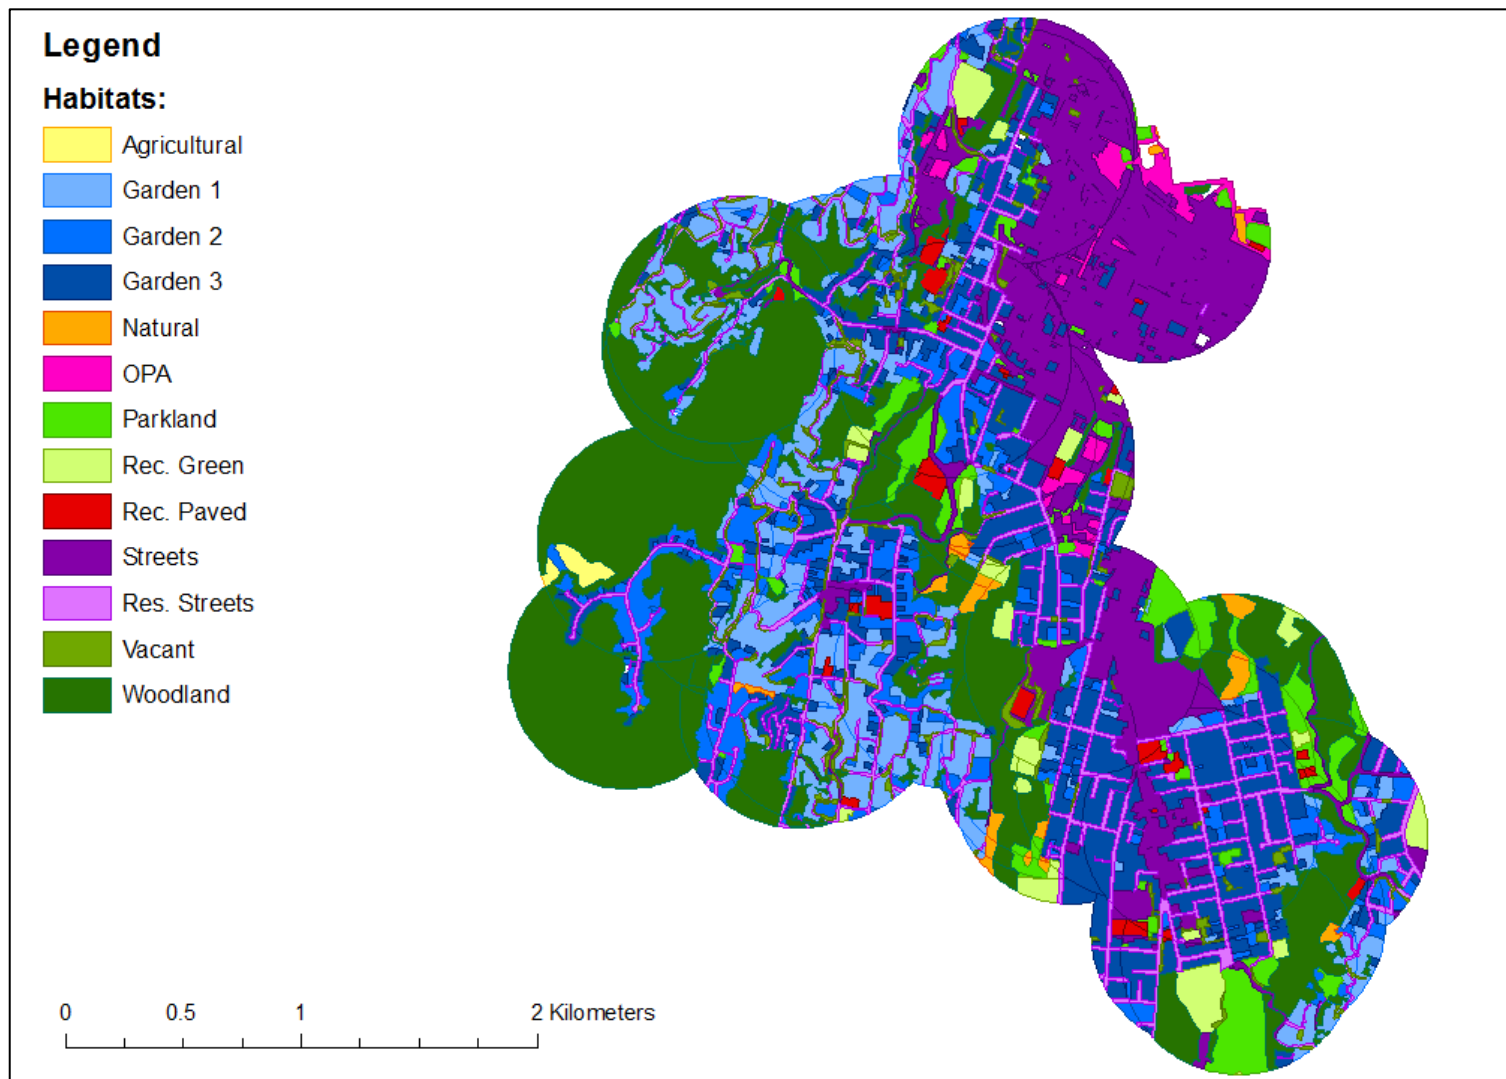 Legend
Habitats:
Agricultural
Garden 1
Garden 2
Garden 3
Natural
OPA
Parkland
Rec. Green
Rec. Paved
Streets
Res. Streets
Vacant
Woodland
0 0.5 1 2 Kilometers